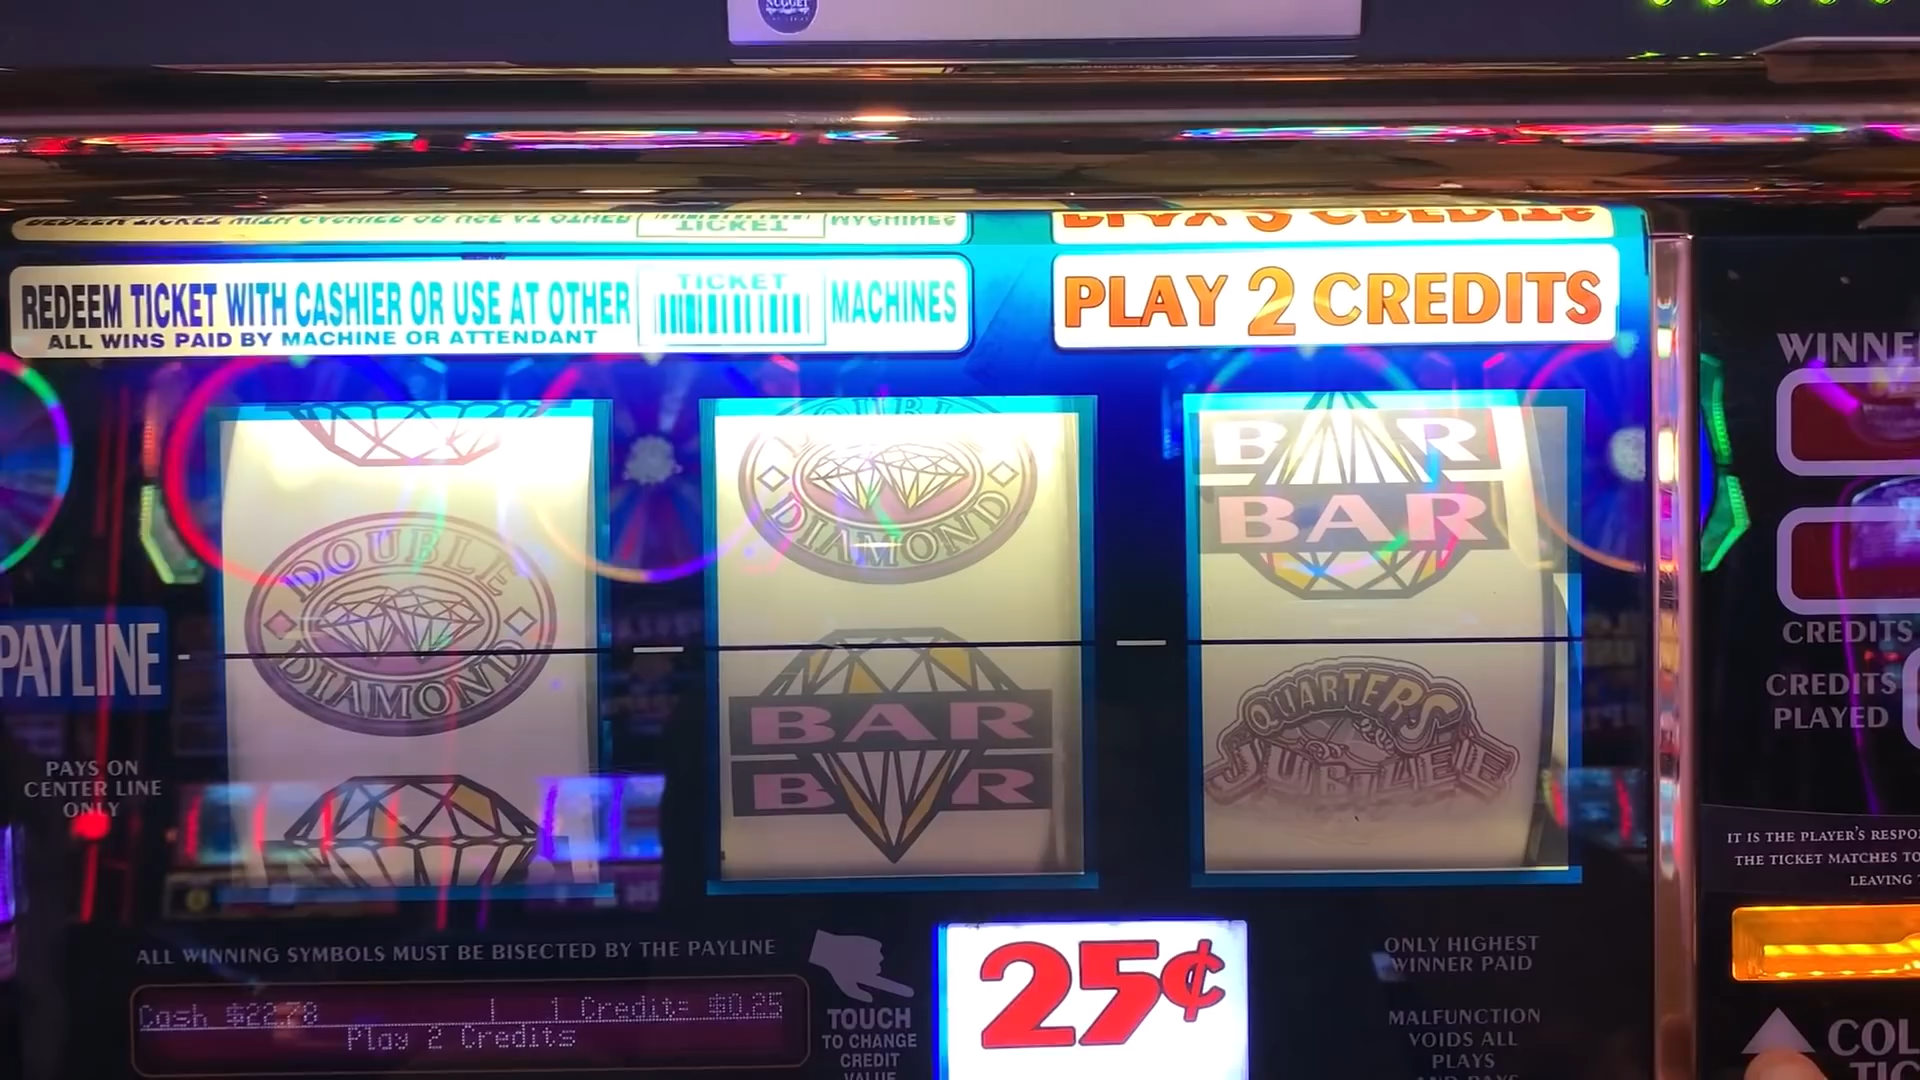 NUGGET
REDEEM TICKET WITH CASHIER OR USE AT OTHER TICKET MACHINES
ALL WINS PAID BY MACHINE OR ATTENDANT
PLAY 2 CREDITS
DOUBLE
DIAMOND
DIAMOND
BAR
BAR
B R
BAR
QUARTERS
JUBILEE
PAYLINE
PAYS ON
CENTER LINE
ONLY
WINNE
CREDITS
CREDITS
PLAYED
IT IS THE PLAYER'S RESPO
THE TICKET MATCHES TO
LEAVING
ALL WINNING SYMBOLS MUST BE BISECTED BY THE PAYLINE
Cash $22.78 1 Credit= $0.25
Play 2 Credits
TOUCH
TO CHANGE
CREDIT
VALUE
25¢
ONLY HIGHEST
WINNER PAID
MALFUNCTION
VOIDS ALL
PLAYS
COL
TIC